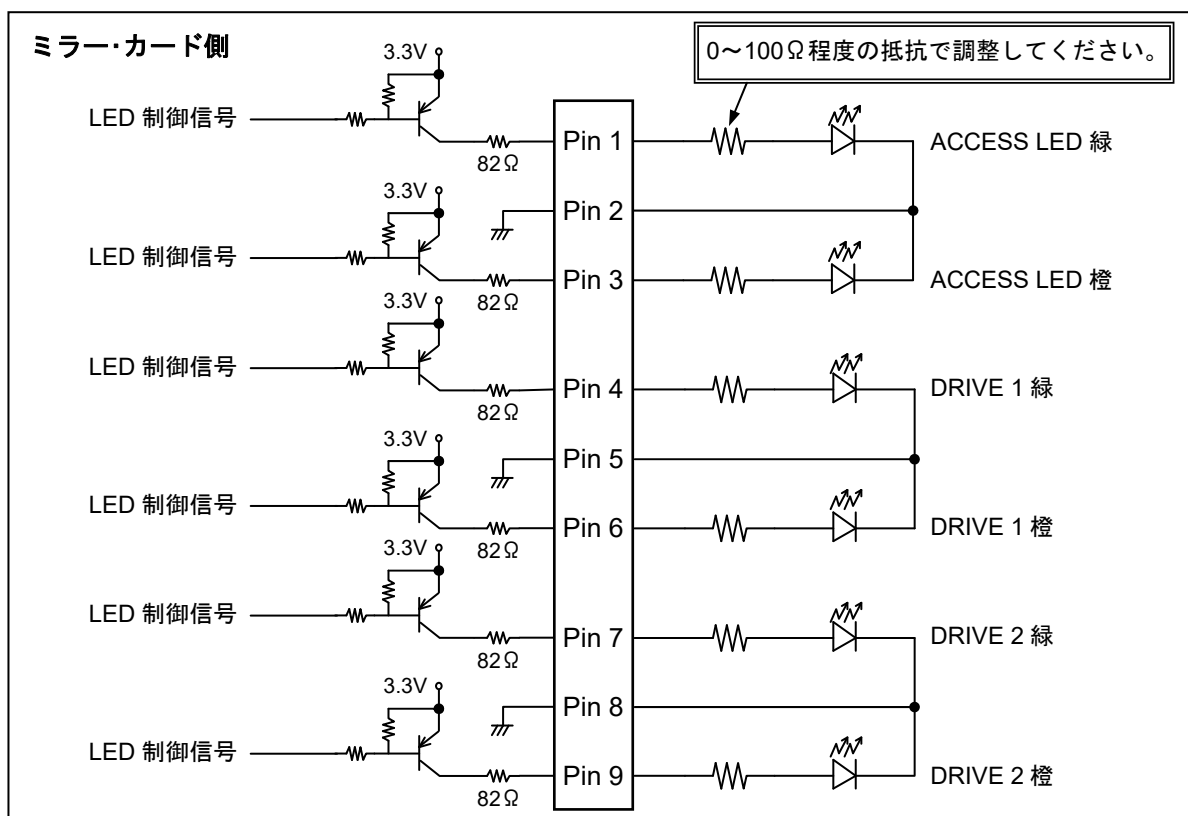 ミラー･カード側
0～100Ω程度の抵抗で調整してください。
3.3V
LED 制御信号
82Ω
Pin 1
ACCESS LED 緑
3.3V
Pin 2
LED 制御信号
82Ω
Pin 3
ACCESS LED 橙
3.3V
LED 制御信号
82Ω
Pin 4
DRIVE 1 緑
3.3V
Pin 5
LED 制御信号
82Ω
Pin 6
DRIVE 1 橙
3.3V
LED 制御信号
82Ω
Pin 7
DRIVE 2 緑
3.3V
Pin 8
LED 制御信号
82Ω
Pin 9
DRIVE 2 橙